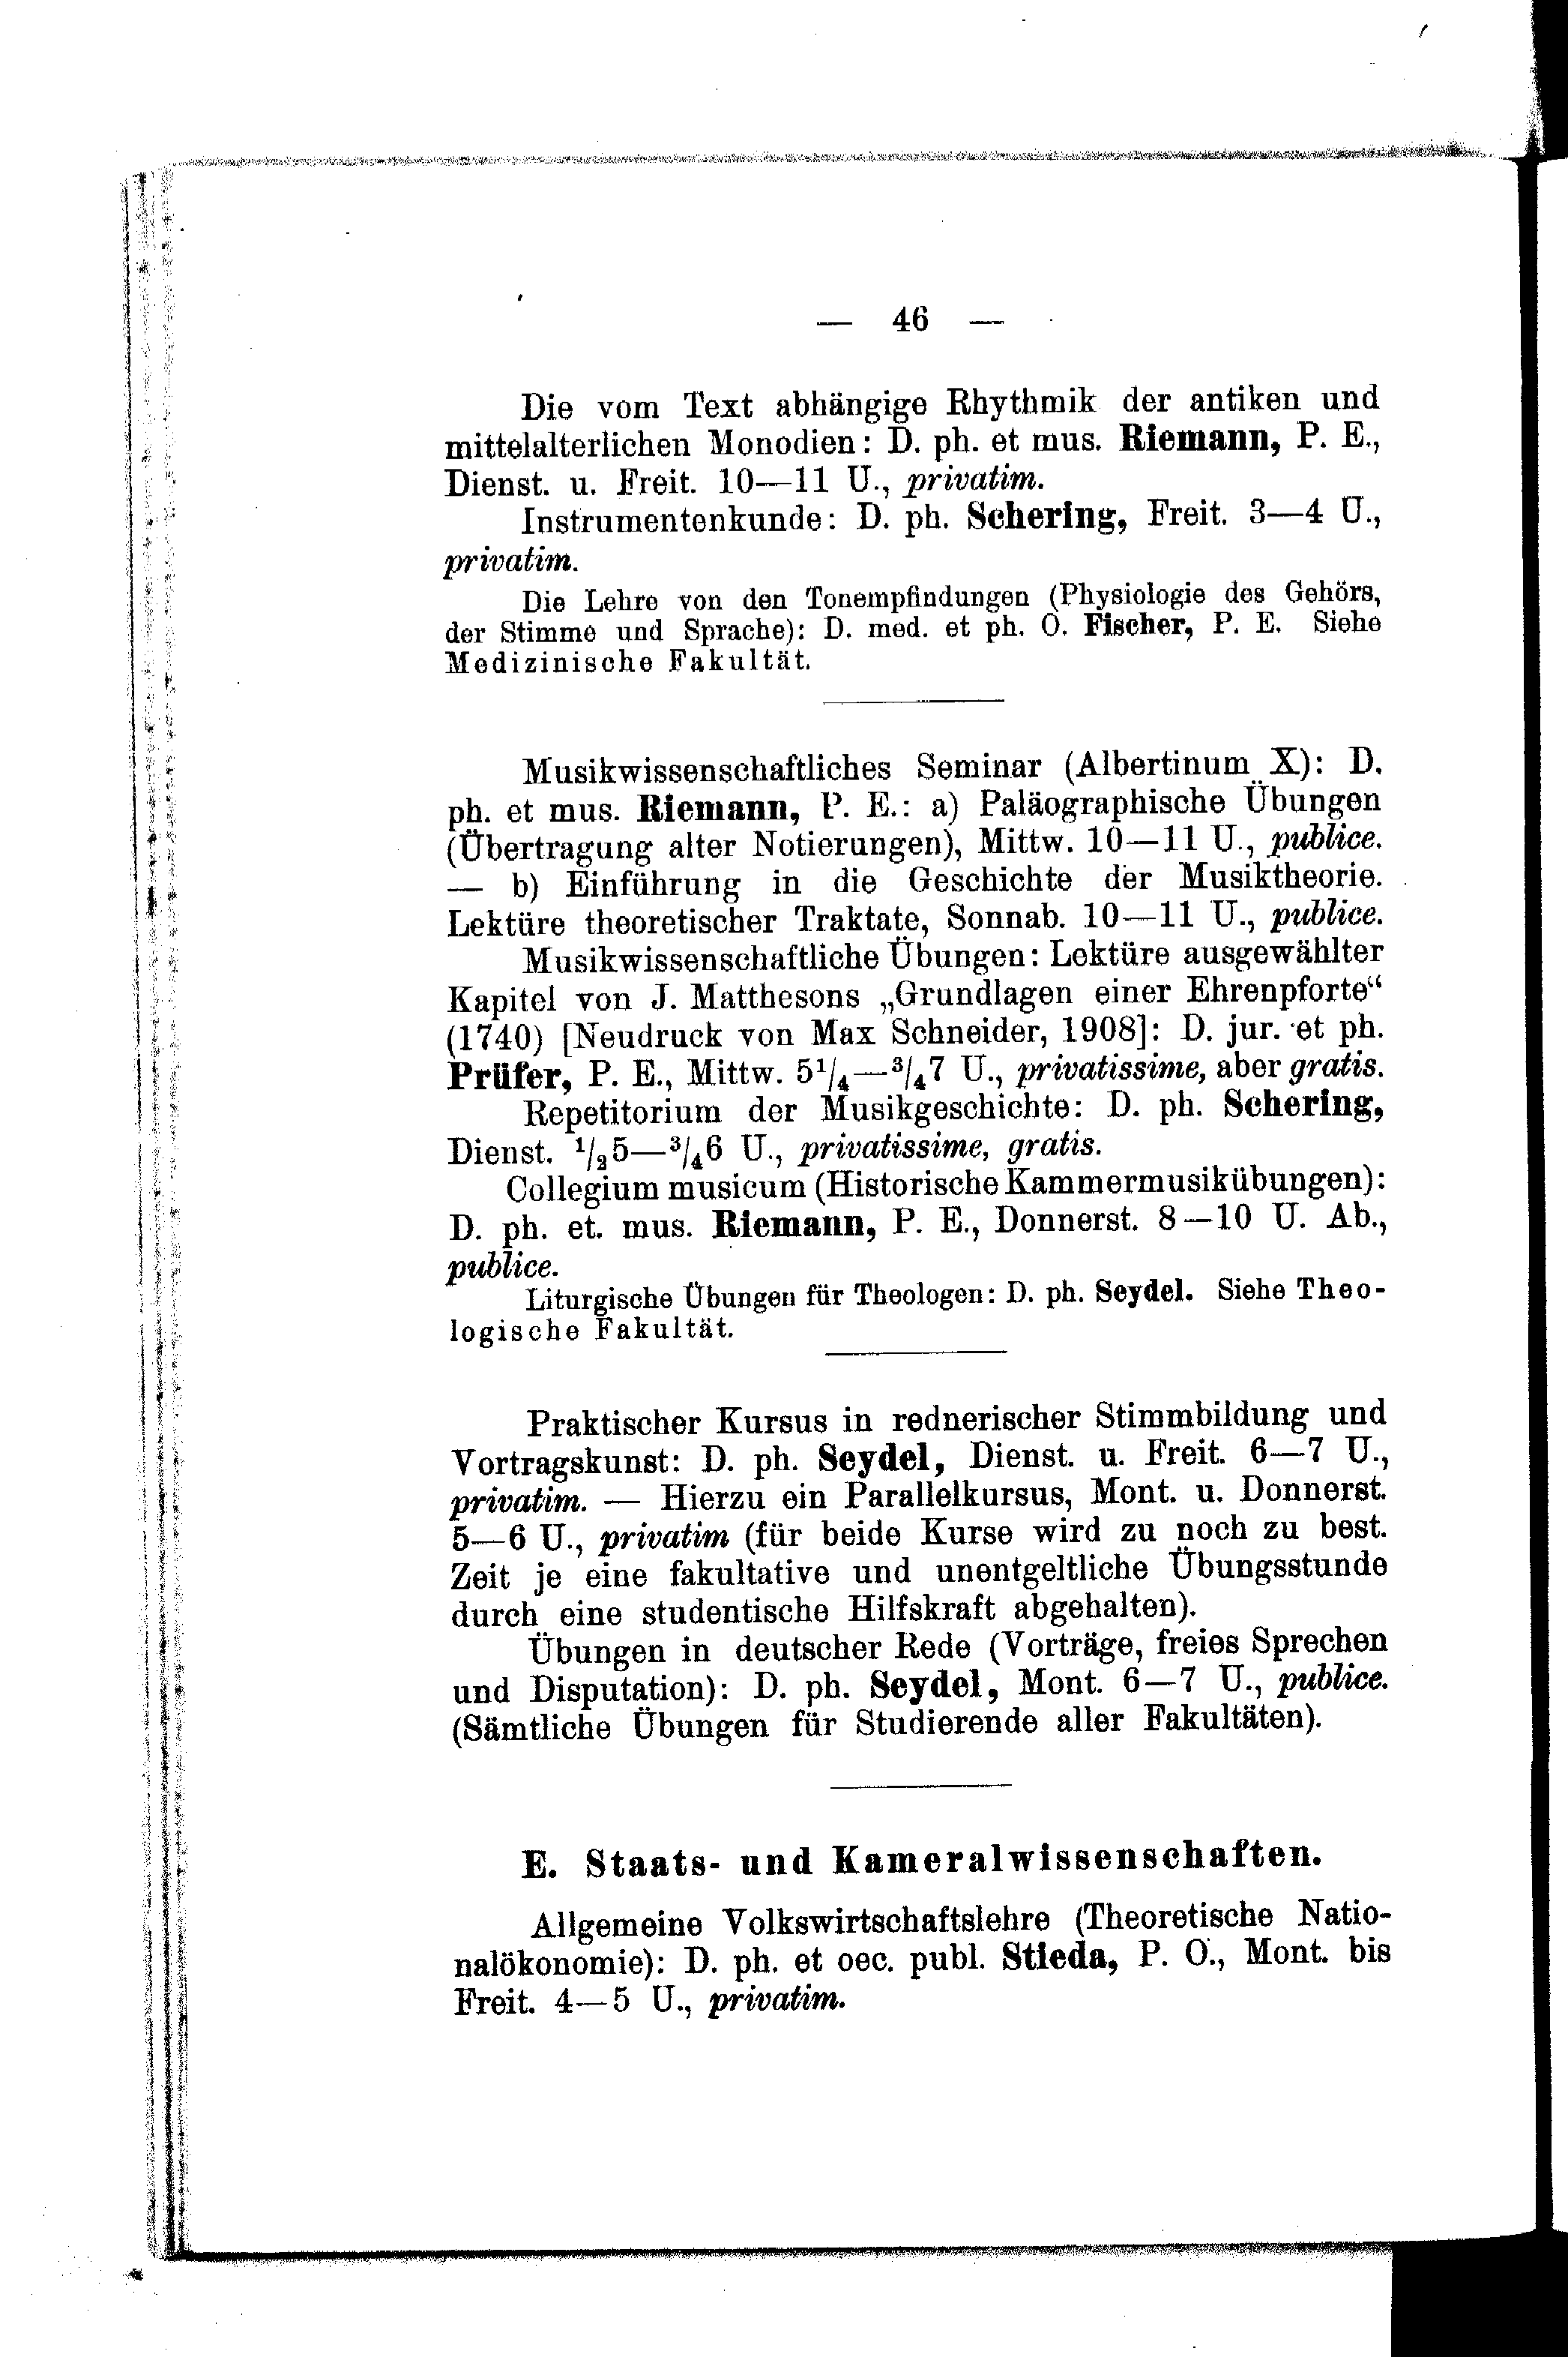 — 46 —
Die vom Text abhängige Rhythmik der antiken und
mittelalterlichen Monodien: D. ph. et mus. Riemann, P. E.,
Dienst. u. Freit. 10—11 U., privatim.
Instrumentenkunde: D. ph. Schering, Freit. 3—4 U.,
privatim.
Die Lehre von den Tonempfindungen (Physiologie des Gehörs,
der Stimme und Sprache): D. med. et ph. O. Fischer, P. E. Siehe
Medizinische Fakultät.
Musikwissenschaftliches Seminar (Albertinum X): D.
ph. et mus. Riemann, P. E.: a) Paläographische Übungen
(Übertragung alter Notierungen), Mittw. 10—11 U., publice.
— b) Einführung in die Geschichte der Musiktheorie.
Lektüre theoretischer Traktate, Sonnab. 10—11 U., publice.
Musikwissenschaftliche Übungen: Lektüre ausgewählter
Kapitel von J. Matthesons „Grundlagen einer Ehrenpforte“
(1740) [Neudruck von Max Schneider, 1908]: D. jur. et ph.
Prüfer, P. E., Mittw. 5¹/₄—³/₄7 U., privatissime, aber gratis.
Repetitorium der Musikgeschichte: D. ph. Schering,
Dienst. ¹/₂5—³/₄6 U., privatissime, gratis.
Collegium musicum (Historische Kammermusikübungen):
D. ph. et. mus. Riemann, P. E., Donnerst. 8—10 U. Ab.,
publice.
Liturgische Übungen für Theologen: D. ph. Seydel. Siehe Theo-
logische Fakultät.
Praktischer Kursus in rednerischer Stimmbildung und
Vortragskunst: D. ph. Seydel, Dienst. u. Freit. 6—7 U.,
privatim. — Hierzu ein Parallelkursus, Mont. u. Donnerst.
5—6 U., privatim (für beide Kurse wird zu noch zu best.
Zeit je eine fakultative und unentgeltliche Übungsstunde
durch eine studentische Hilfskraft abgehalten).
Übungen in deutscher Rede (Vorträge, freies Sprechen
und Disputation): D. ph. Seydel, Mont. 6—7 U., publice.
(Sämtliche Übungen für Studierende aller Fakultäten).
E. Staats- und Kameralwissenschaften.
Allgemeine Volkswirtschaftslehre (Theoretische Natio-
nalökonomie): D. ph. et oec. publ. Stieda, P. O., Mont. bis
Freit. 4—5 U., privatim.